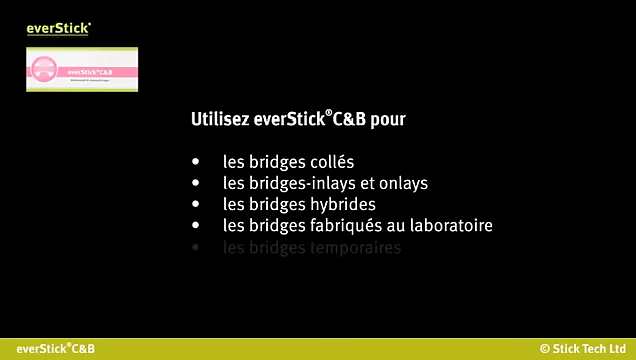 everStick®
everStick®C&B
Utilisez everStick®C&B pour
• les bridges collés
• les bridges-inlays et onlays
• les bridges hybrides
• les bridges fabriqués au laboratoire
• les bridges temporaires
everStick®C&B
© Stick Tech Ltd